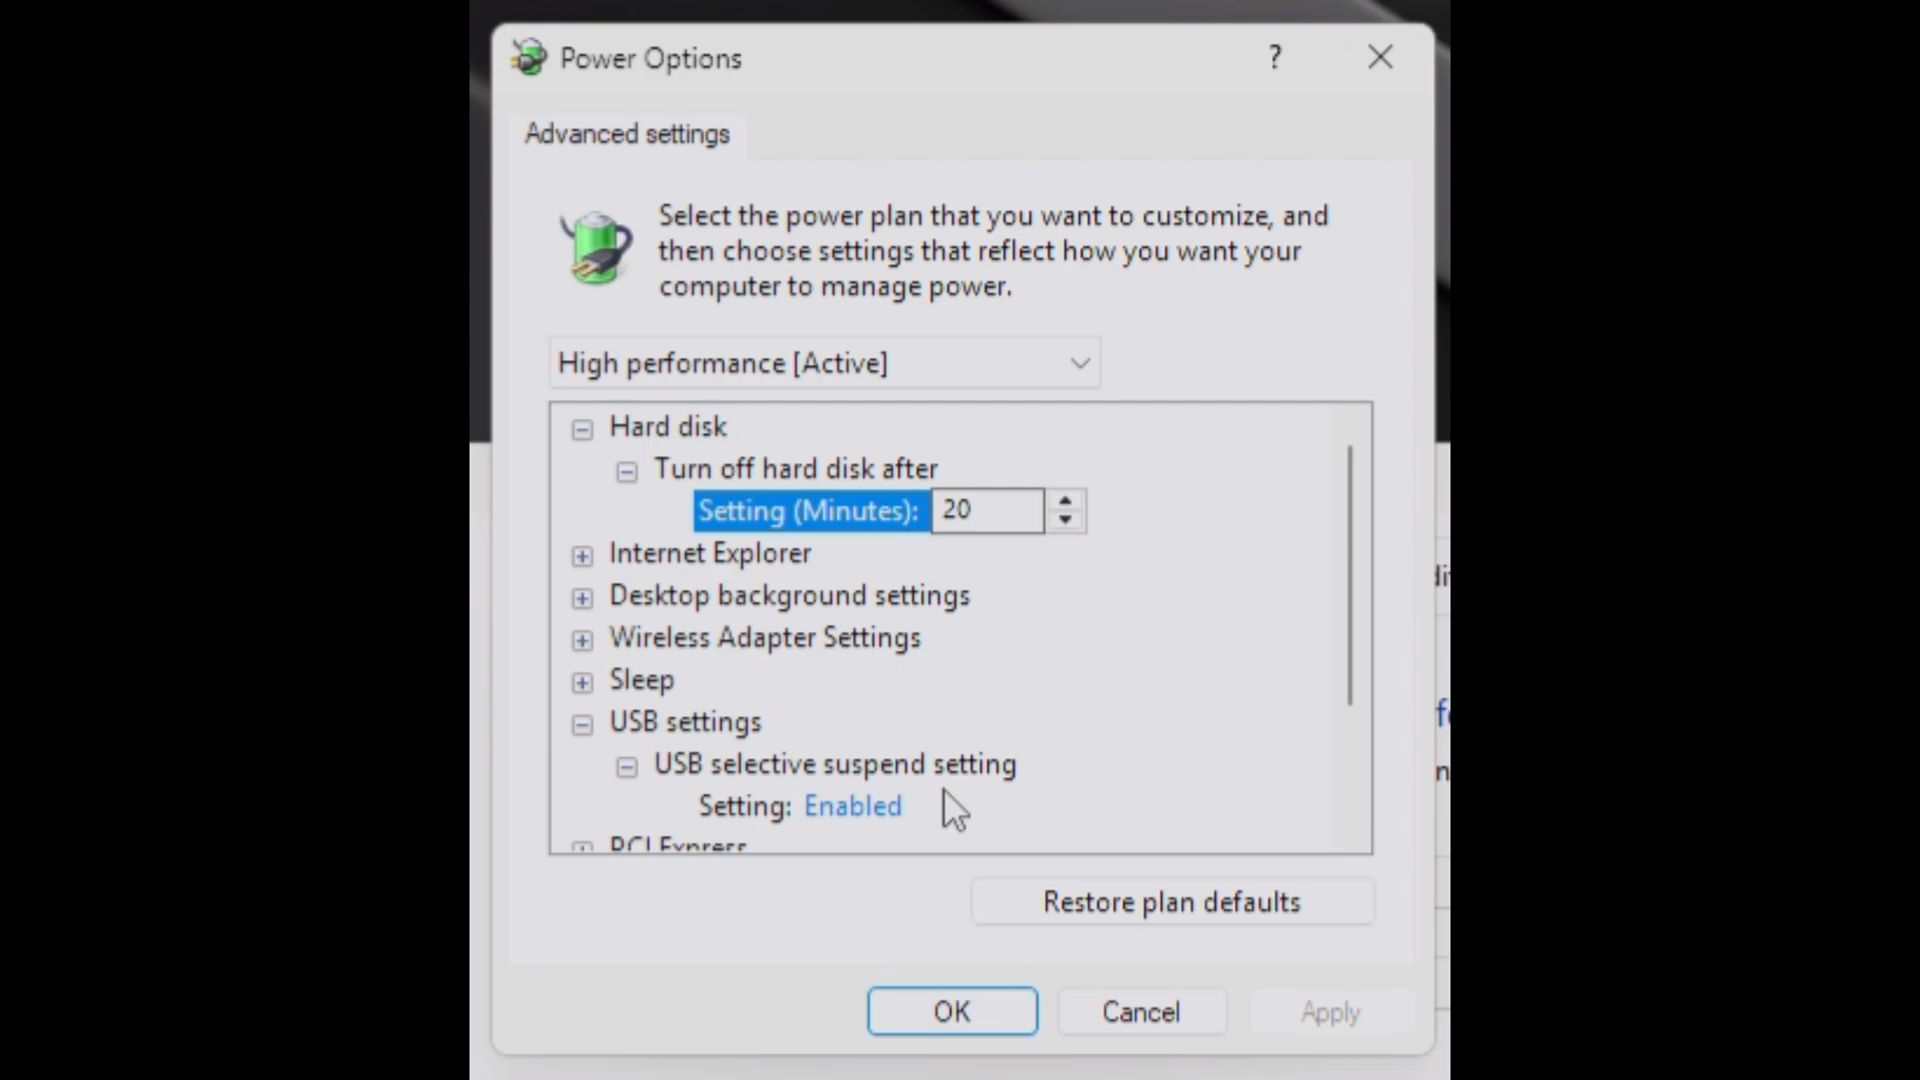 Power Options
?
Advanced settings
Select the power plan that you want to customize, and
then choose settings that reflect how you want your
computer to manage power.
High performance [Active]
Hard disk
Turn off hard disk after
Setting (Minutes): 20
Internet Explorer
Desktop background settings
Wireless Adapter Settings
Sleep
USB settings
USB selective suspend setting
Setting: Enabled
PCI Express
Restore plan defaults
OK Cancel Apply